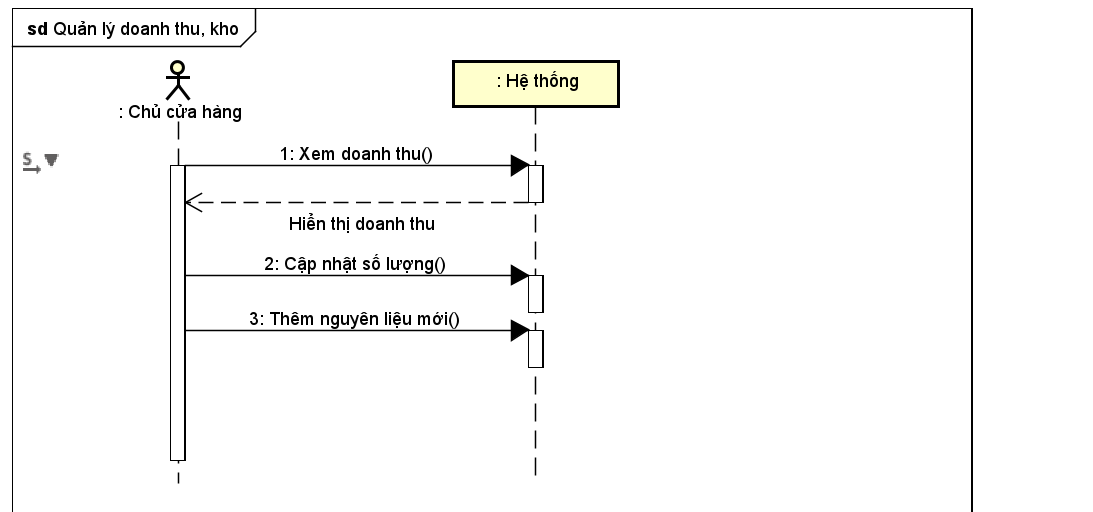 sd Quản lý doanh thu, kho
: Chủ cửa hàng
: Hệ thống
S
1: Xem doanh thu()
Hiển thị doanh thu
2: Cập nhật số lượng()
3: Thêm nguyên liệu mới()